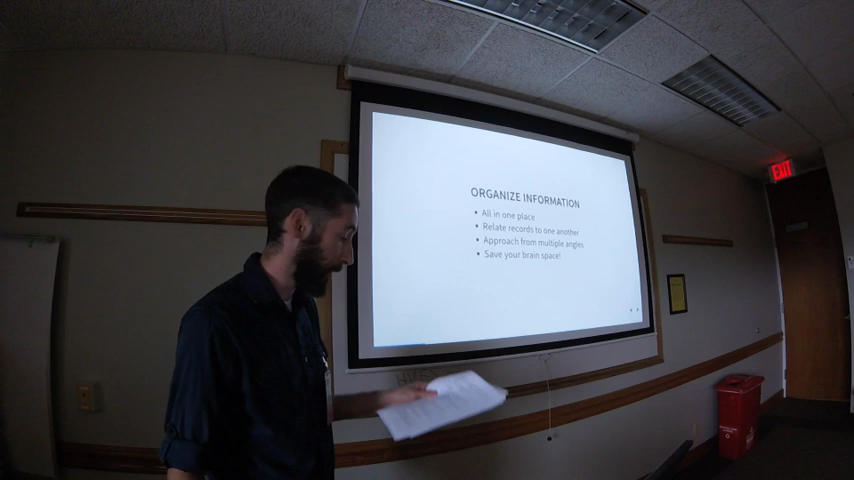 ORGANIZE INFORMATION
• All in one place
• Relate records to one another
• Approach from multiple angles
• Save your brain space!
EXIT